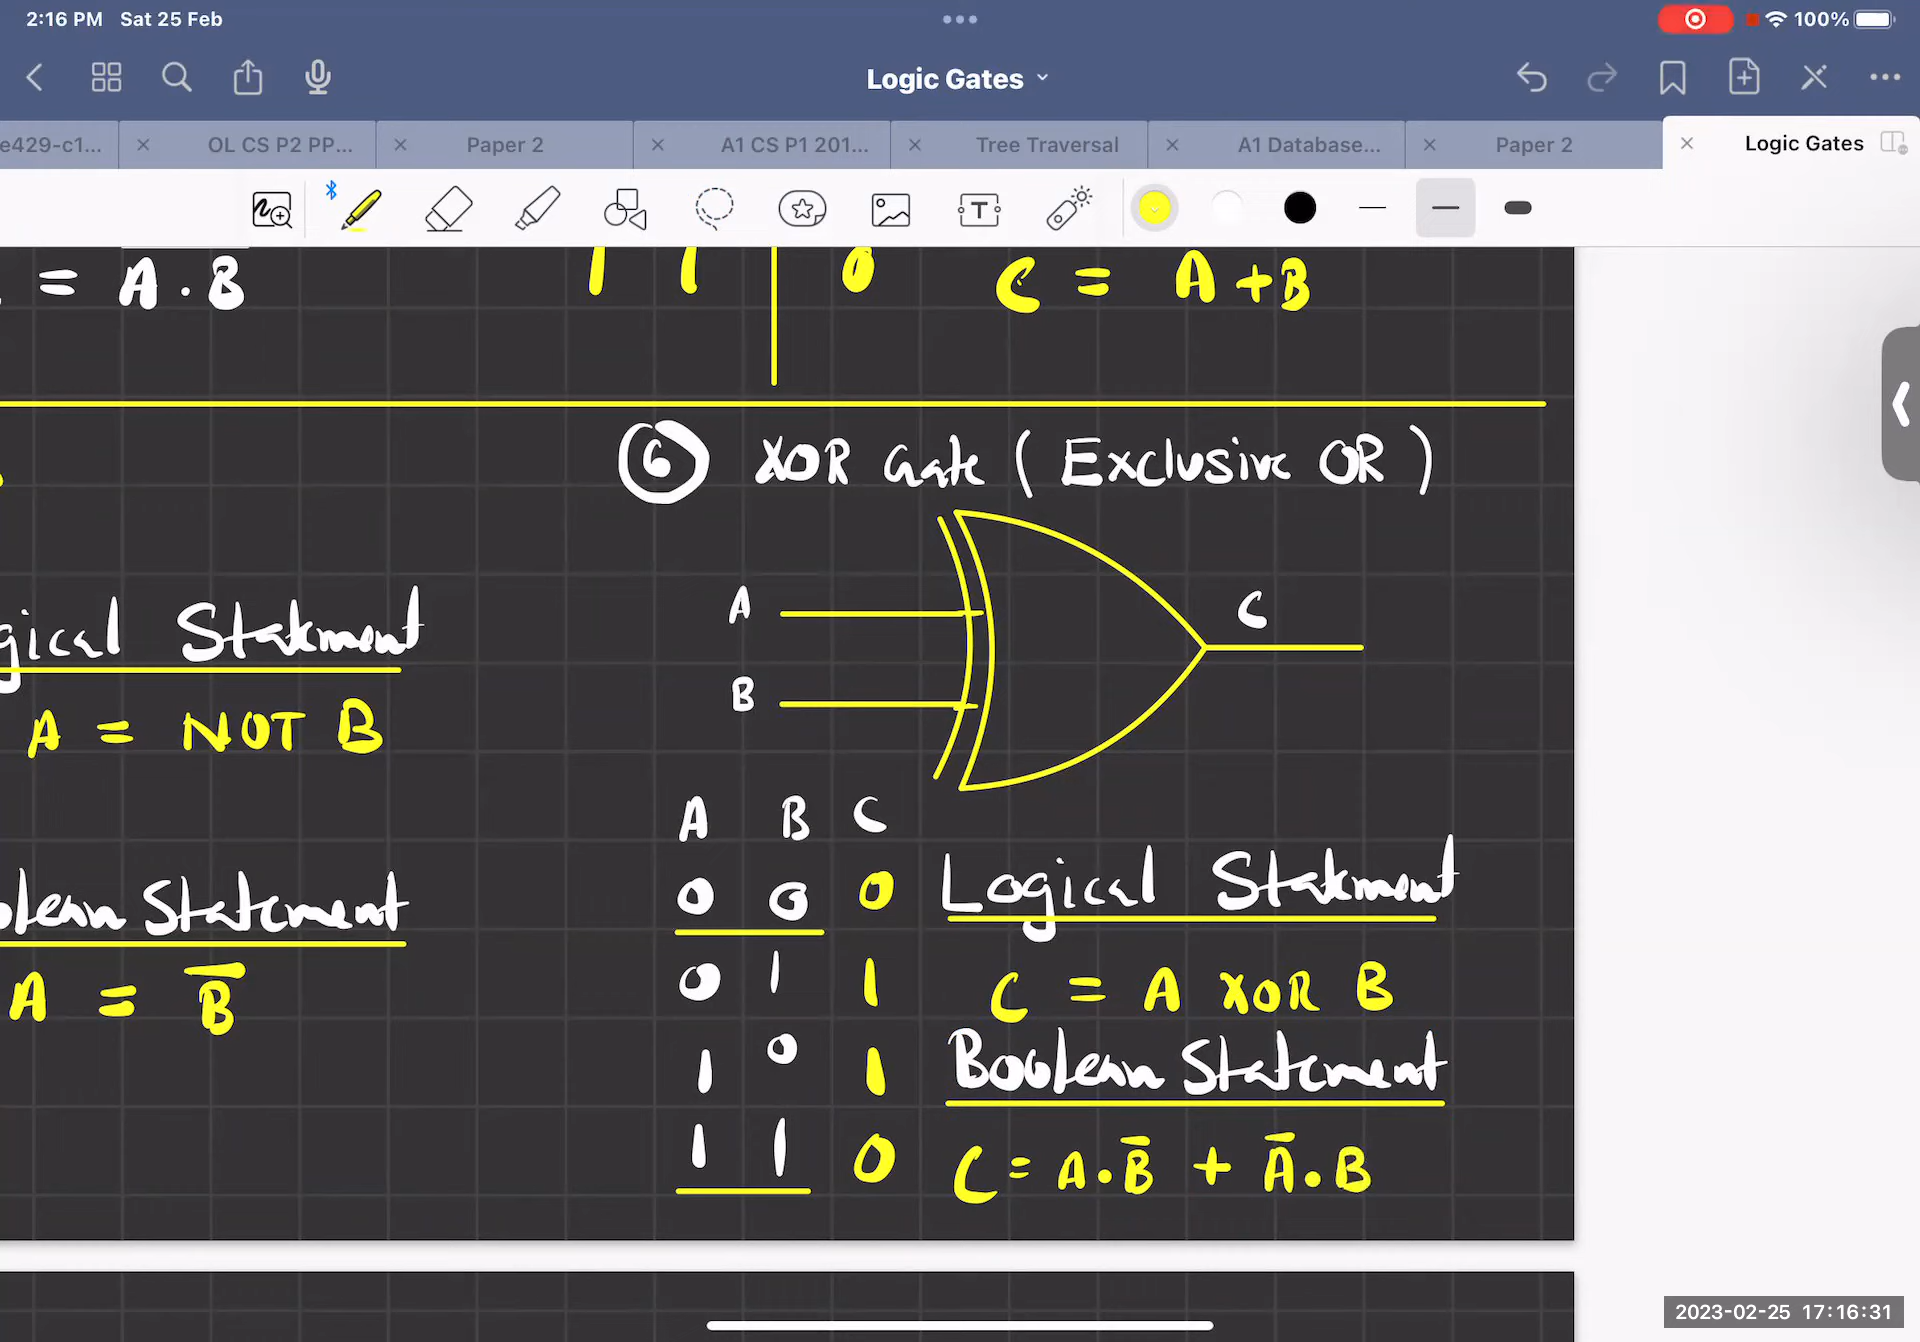 2:16 PM Sat 25 Feb
100%
Logic Gates
e429-c1...
OL CS P2 PP...
Paper 2
A1 CS P1 201...
Tree Traversal
A1 Database...
Paper 2
Logic Gates
= A . B
1 1 0 C = A + B
6 XOR Gate ( Exclusive OR )
A
C
B
gical Statement
A = NOT B
olean Statement
A = B̅
A B C
0 0 0
0 1 1
1 0 1
1 1 0
Logical Statement
C = A XOR B
Boolean Statement
C = A . B̅ + A̅ . B
2023-02-25 17:16:31